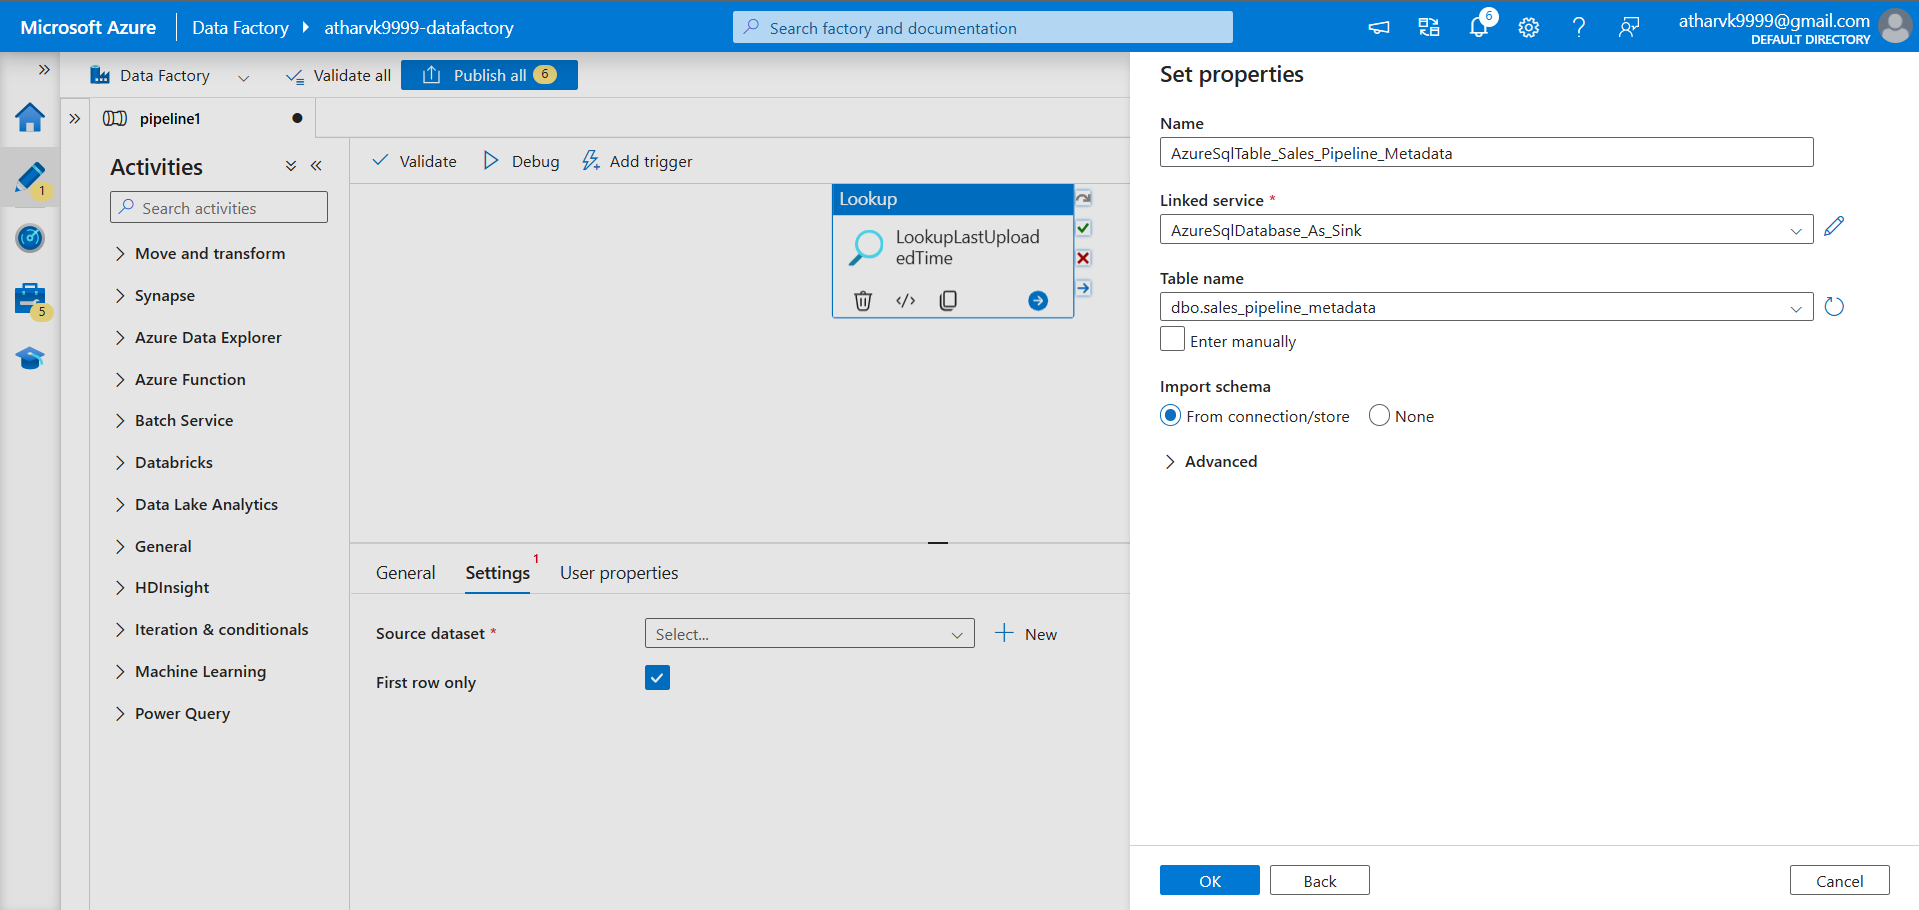 Microsoft Azure
Data Factory
atharvk9999-datafactory
Search factory and documentation
6
atharvk9999@gmail.com
DEFAULT DIRECTORY
Data Factory
Validate all
Publish all 6
pipeline1
1
5
Activities
Search activities
Move and transform
Synapse
Azure Data Explorer
Azure Function
Batch Service
Databricks
Data Lake Analytics
General
HDInsight
Iteration & conditionals
Machine Learning
Power Query
Validate
Debug
Add trigger
Lookup
LookupLastUpload
edTime
General
Settings 1
User properties
Source dataset *
Select...
New
First row only
Set properties
Name
AzureSqlTable_Sales_Pipeline_Metadata
Linked service *
AzureSqlDatabase_As_Sink
Table name
dbo.sales_pipeline_metadata
Enter manually
Import schema
From connection/store
None
Advanced
OK
Back
Cancel